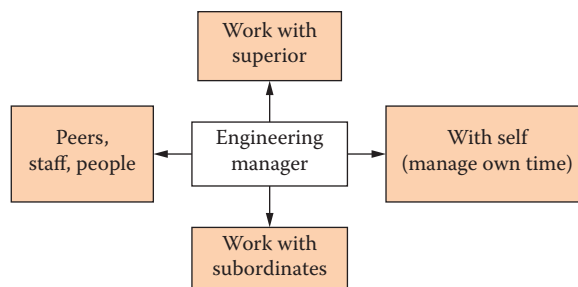 Work with
superior
Peers,
staff, people
Engineering
manager
With self
(manage own time)
Work with
subordinates